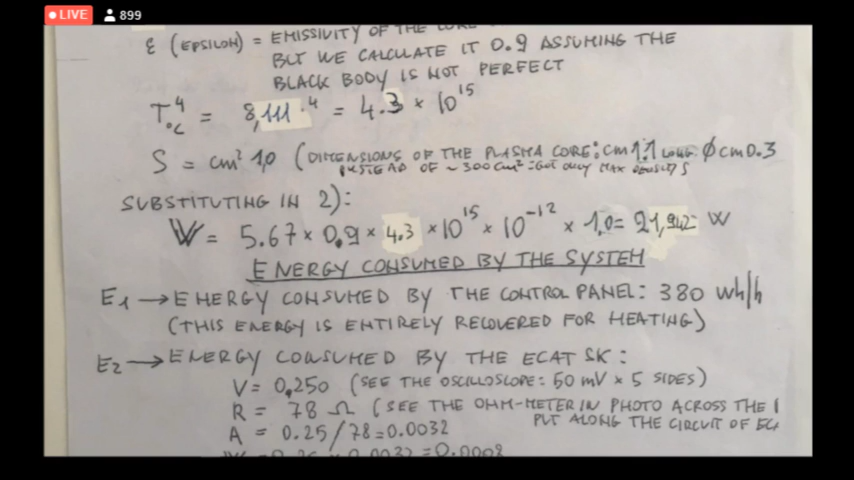 LIVE 899
Ɛ (EPSILON) = EMISSIVITY OF THE
BUT WE CALCULATE IT 0.9 ASSUMING THE
BLACK BODY IS NOT PERFECT
T⁴°C = 8,111⁴ = 4.3 × 10¹⁵
S = cm² 1,0 (DIMENSIONS OF THE PLASMA CORE: cm 1.1 LONG, Ø cm 0.3
INSTEAD OF ~300 cm²: MAX DENSITY S
SUBSTITUTING IN 2):
W = 5.67 × 0.9 × 4.3 × 10¹⁵ × 10⁻¹² × 1,0 = 21,942 W
ENERGY CONSUMED BY THE SYSTEM
E1 → ENERGY CONSUMED BY THE CONTROL PANEL: 380 Wh/h
(THIS ENERGY IS ENTIRELY RECOVERED FOR HEATING)
E2 → ENERGY CONSUMED BY THE ECAT SK:
V = 0,250 (SEE THE OSCILLOSCOPE: 50 mV × 5 SIDES)
R = 78 Ω (SEE THE OHM-METER IN PHOTO ACROSS THE
PUT ALONG THE CIRCUIT OF
A = 0.25/78 = 0.0032
0.0032 = 0.0008